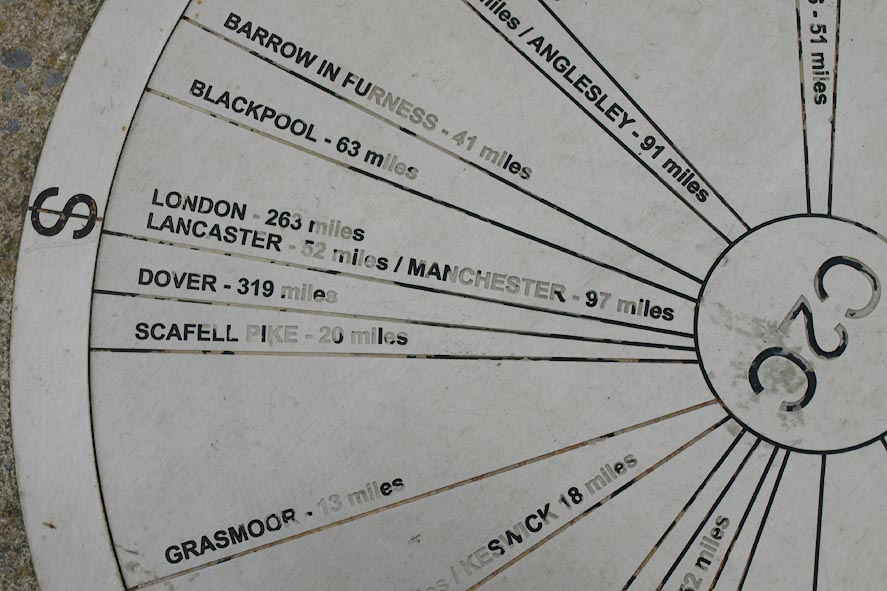 BARROW IN FURNESS - 41 miles
miles / ANGLESLEY - 91 miles
- 51 miles
BLACKPOOL - 63 miles
S
LONDON - 263 miles
LANCASTER - 52 miles / MANCHESTER - 97 miles
DOVER - 319 miles
SCAFELL PIKE - 20 miles
C2C
GRASMOOR - 13 miles
/ KESWICK 18 miles
miles